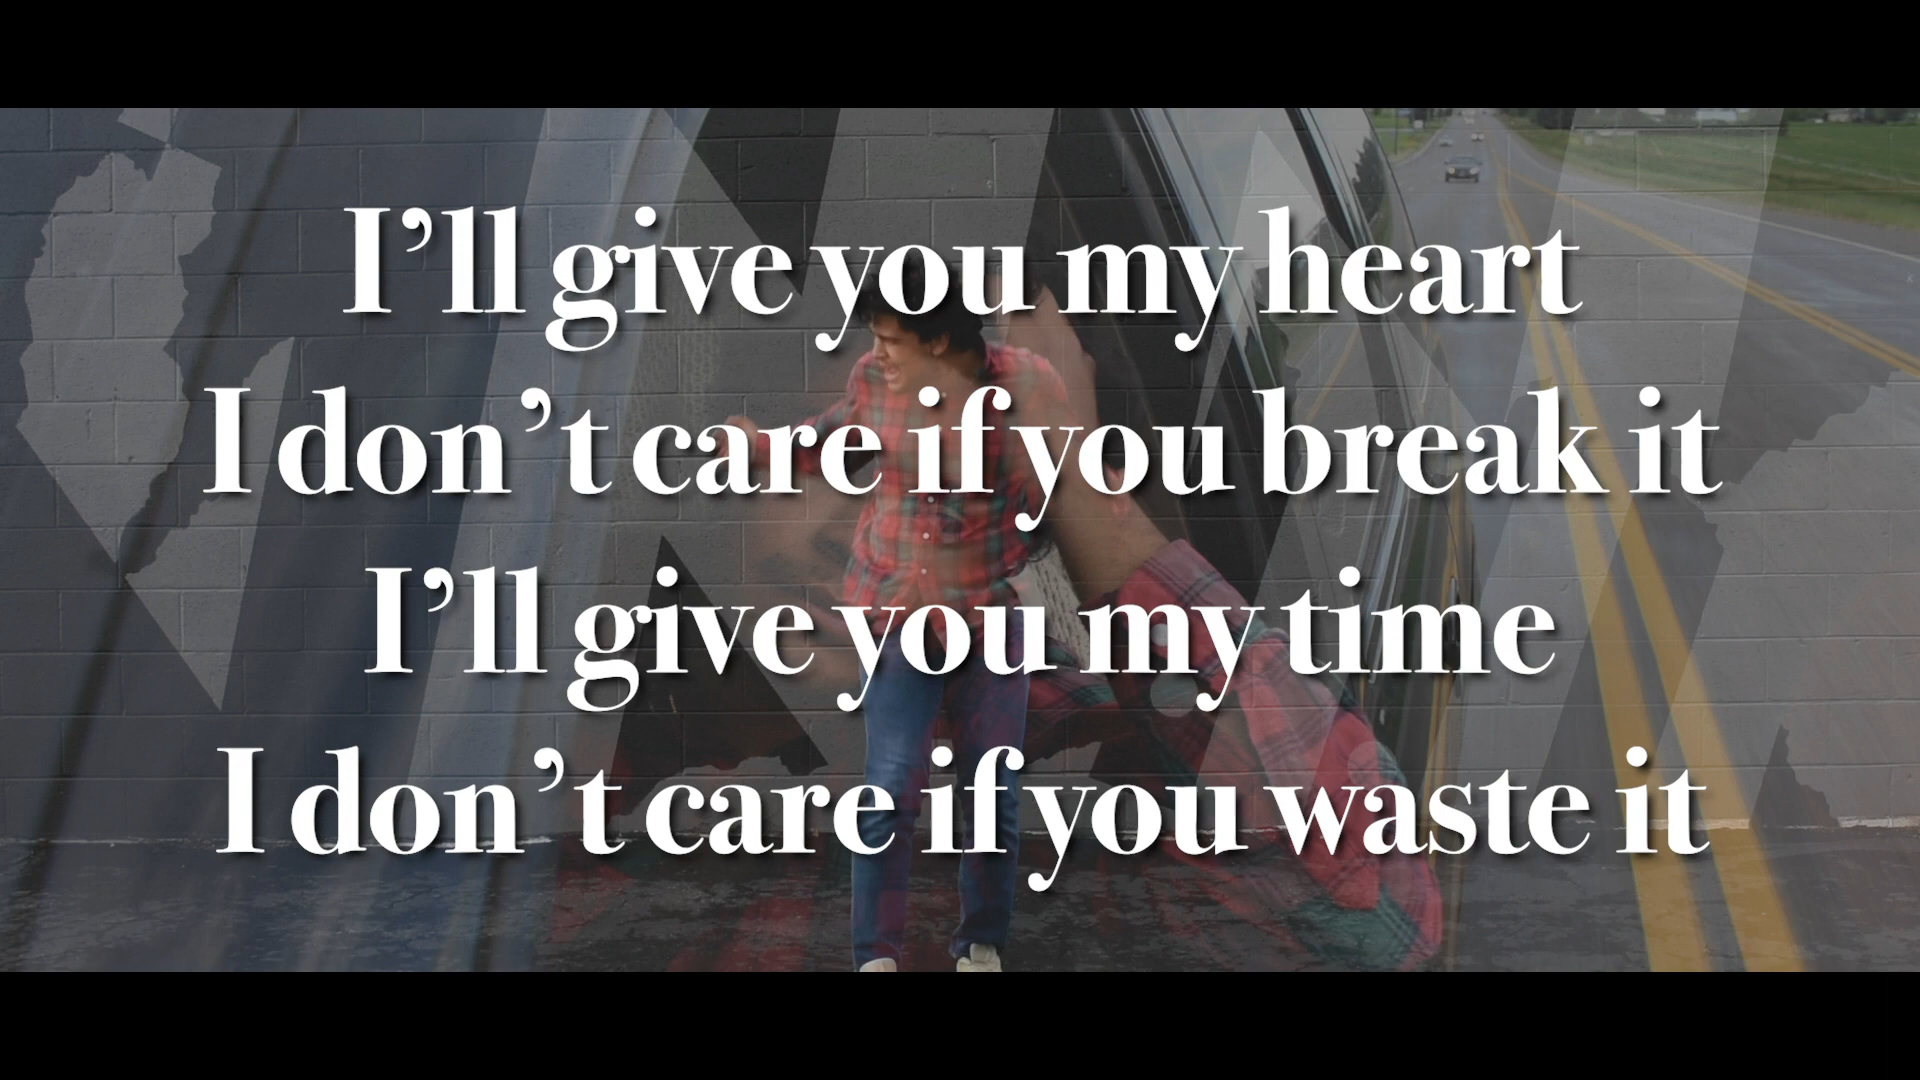 I’ll give you my heart
I don’t care if you break it
I’ll give you my time
I don’t care if you waste it